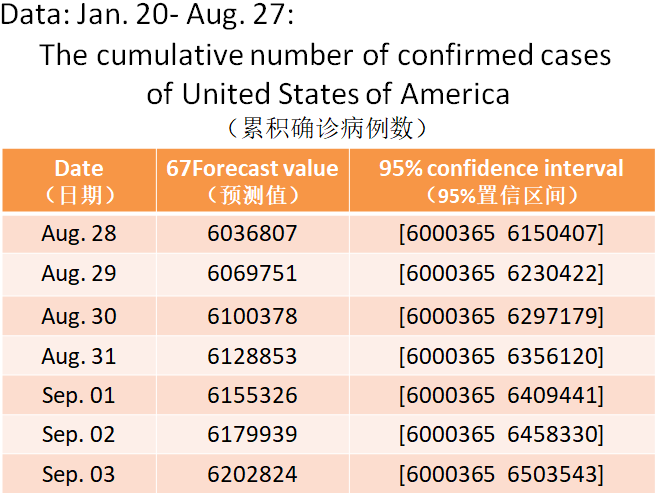 Data: Jan. 20- Aug. 27:
The cumulative number of confirmed cases
of United States of America
（累积确诊病例数）
Date 67Forecast value 95% confidence interval
（日期） （预测值） （95%置信区间）
Aug. 28 6036807 [6000365 6150407]
Aug. 29 6069751 [6000365 6230422]
Aug. 30 6100378 [6000365 6297179]
Aug. 31 6128853 [6000365 6356120]
Sep. 01 6155326 [6000365 6409441]
Sep. 02 6179939 [6000365 6458330]
Sep. 03 6202824 [6000365 6503543]